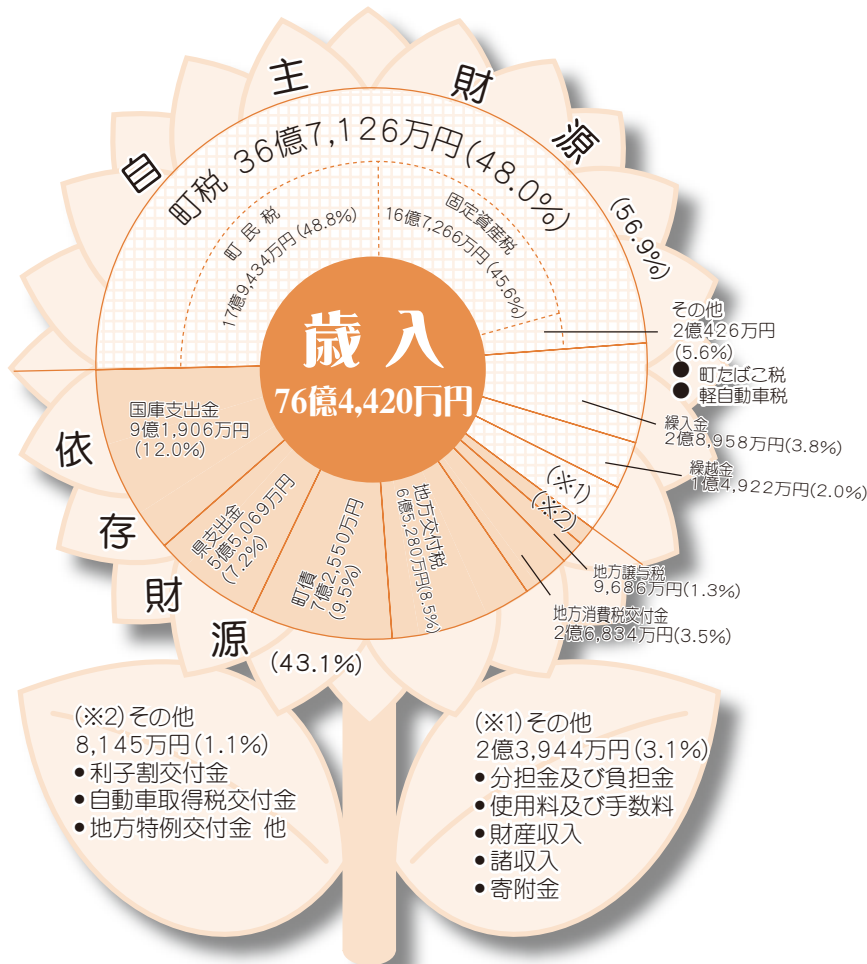 自主財源
(56.9%)
町税 36億7,126万円(48.0%)
町民税
17億9,434万円(48.8%)
固定資産税
16億7,266万円(45.6%)
その他
2億426万円
(5.6%)
● 町たばこ税
● 軽自動車税
歳入
76億4,420万円
繰入金
2億8,958万円(3.8%)
繰越金
1億4,922万円(2.0%)
(※1)
(※2)
地方譲与税
9,686万円(1.3%)
地方消費税交付金
2億6,834万円(3.5%)
地方交付税
6億5,280万円(8.5%)
町債
7億2,550万円
(9.5%)
県支出金
5億5,069万円
(7.2%)
国庫支出金
9億1,906万円
(12.0%)
依存財源
(43.1%)
(※2)その他
8,145万円(1.1%)
●利子割交付金
●自動車取得税交付金
●地方特例交付金 他
(※1)その他
2億3,944万円(3.1%)
●分担金及び負担金
●使用料及び手数料
●財産収入
●諸収入
●寄附金